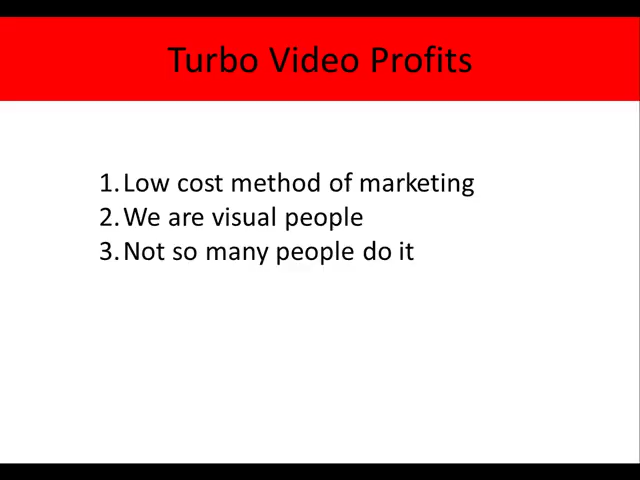 Turbo Video Profits
1. Low cost method of marketing
2. We are visual people
3. Not so many people do it